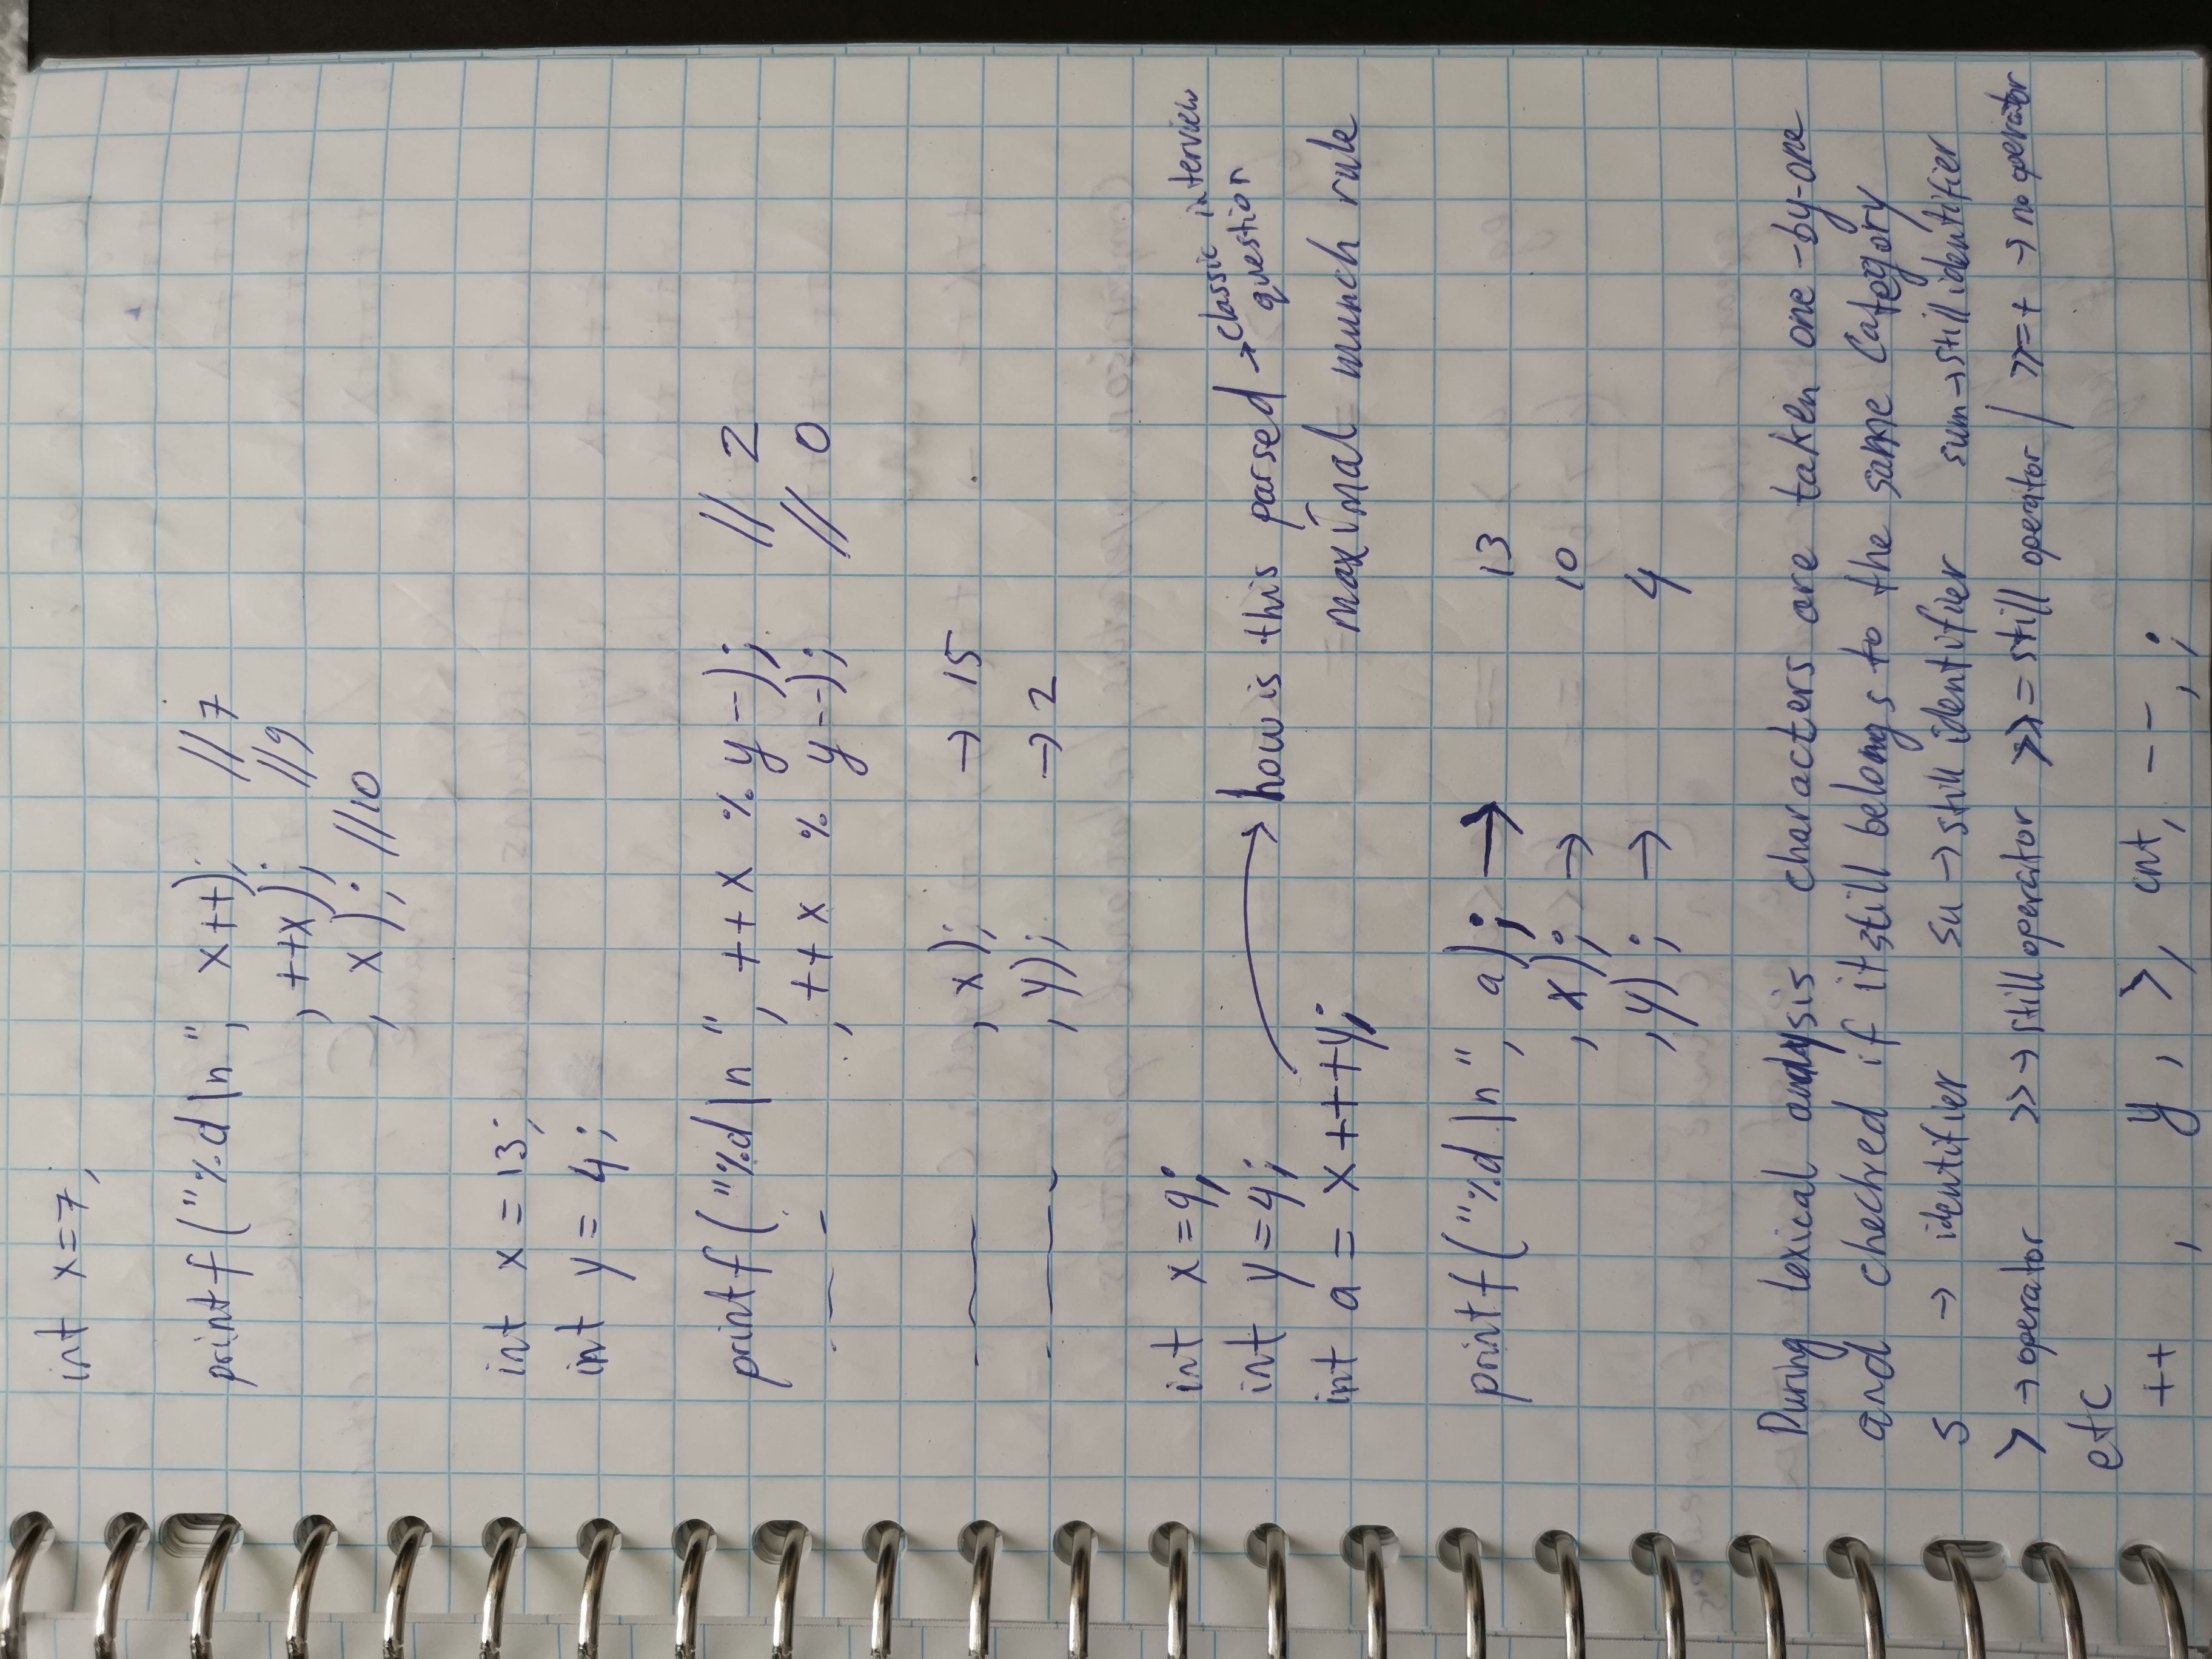 int x=7;
printf("%d\n", x++); //7
, ++x); //9
, x); //10
int x = 13;
int y = 4;
printf("%d\n", ++x % y--); // 2
, ++x % y--); // 0
, x); → 15
, y); → 2
int x=9;
int y=4; how is this parsed → classic interview question
int a = x+++y; maximal munch rule
printf("%d\n", a); → 13
, x); → 10
, y); → 4
During lexical analysis characters are taken one-by-one
and checked if it still belongs to the same Category
s → identifier su → still identifier sum → still identifier
> → operator >> → still operator >>= still operator / >>=+ → no operator
etc
++ , y , >, cnt, --, ;